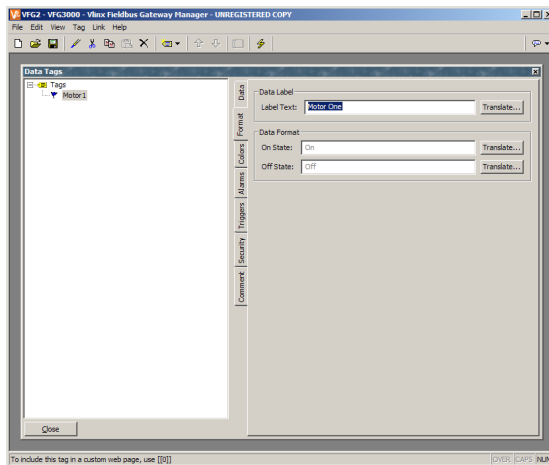 VFG2 - VFG3000 - Vlinx Fieldbus Gateway Manager - UNREGISTERED COPY
File Edit View Tag Link Help
Data Tags
Tags
Motor1
Data
Format
Colors
Alarms
Triggers
Security
Comment
Data Label
Label Text: Motor One Translate...
Data Format
On State: On Translate...
Off State: Off Translate...
Close
To include this tag in a custom web page, use [[0]] OVER CAPS NUM